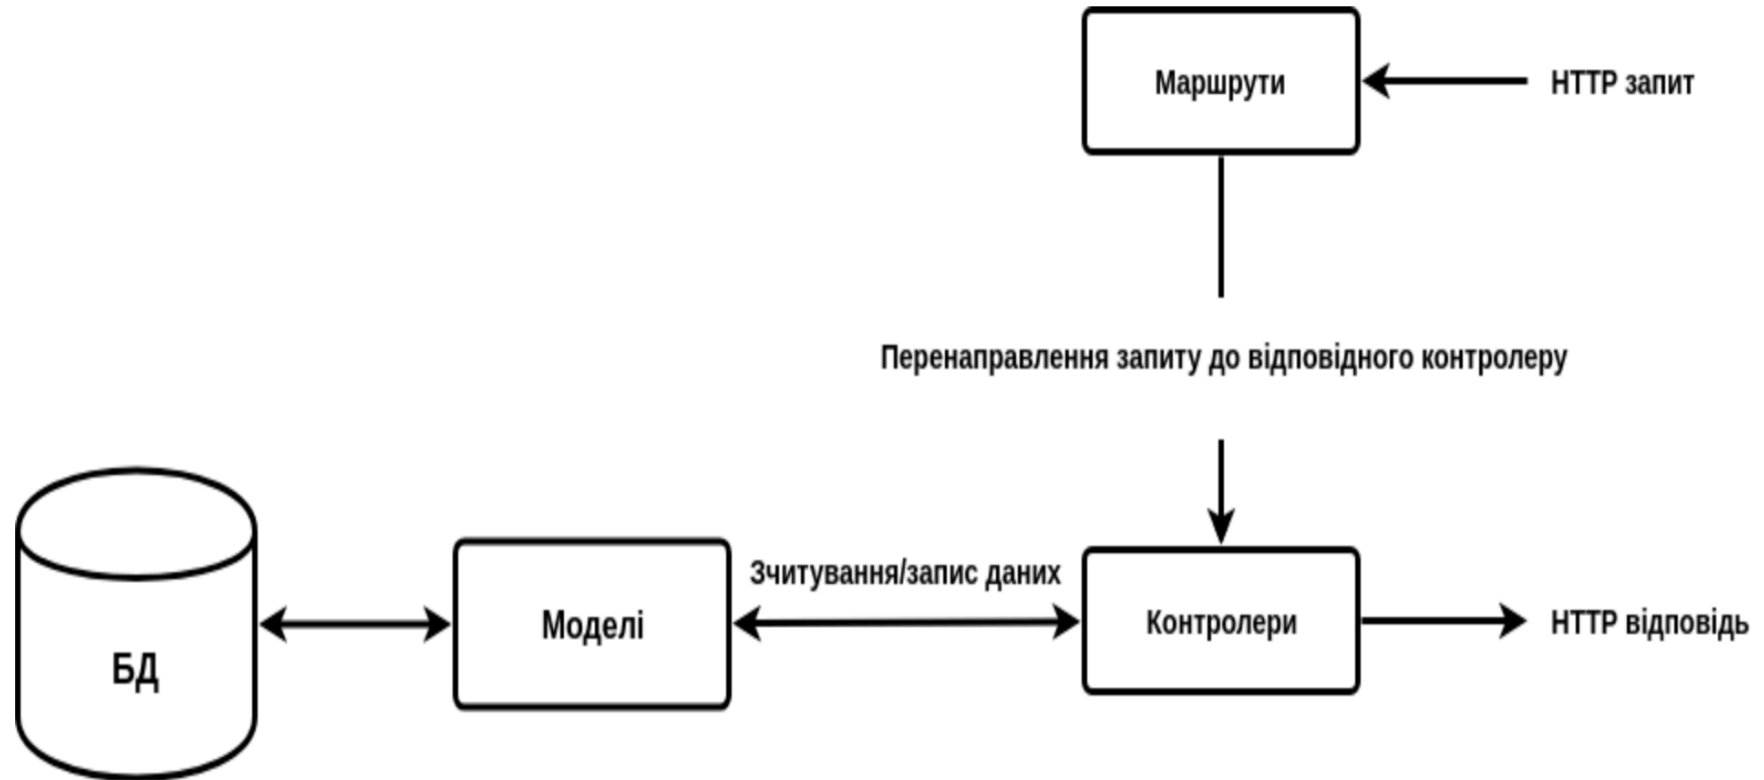 Маршрути
HTTP запит
Перенаправлення запиту до відповідного контролеру
Зчитування/запис даних
БД
Моделі
Контролери
HTTP відповідь